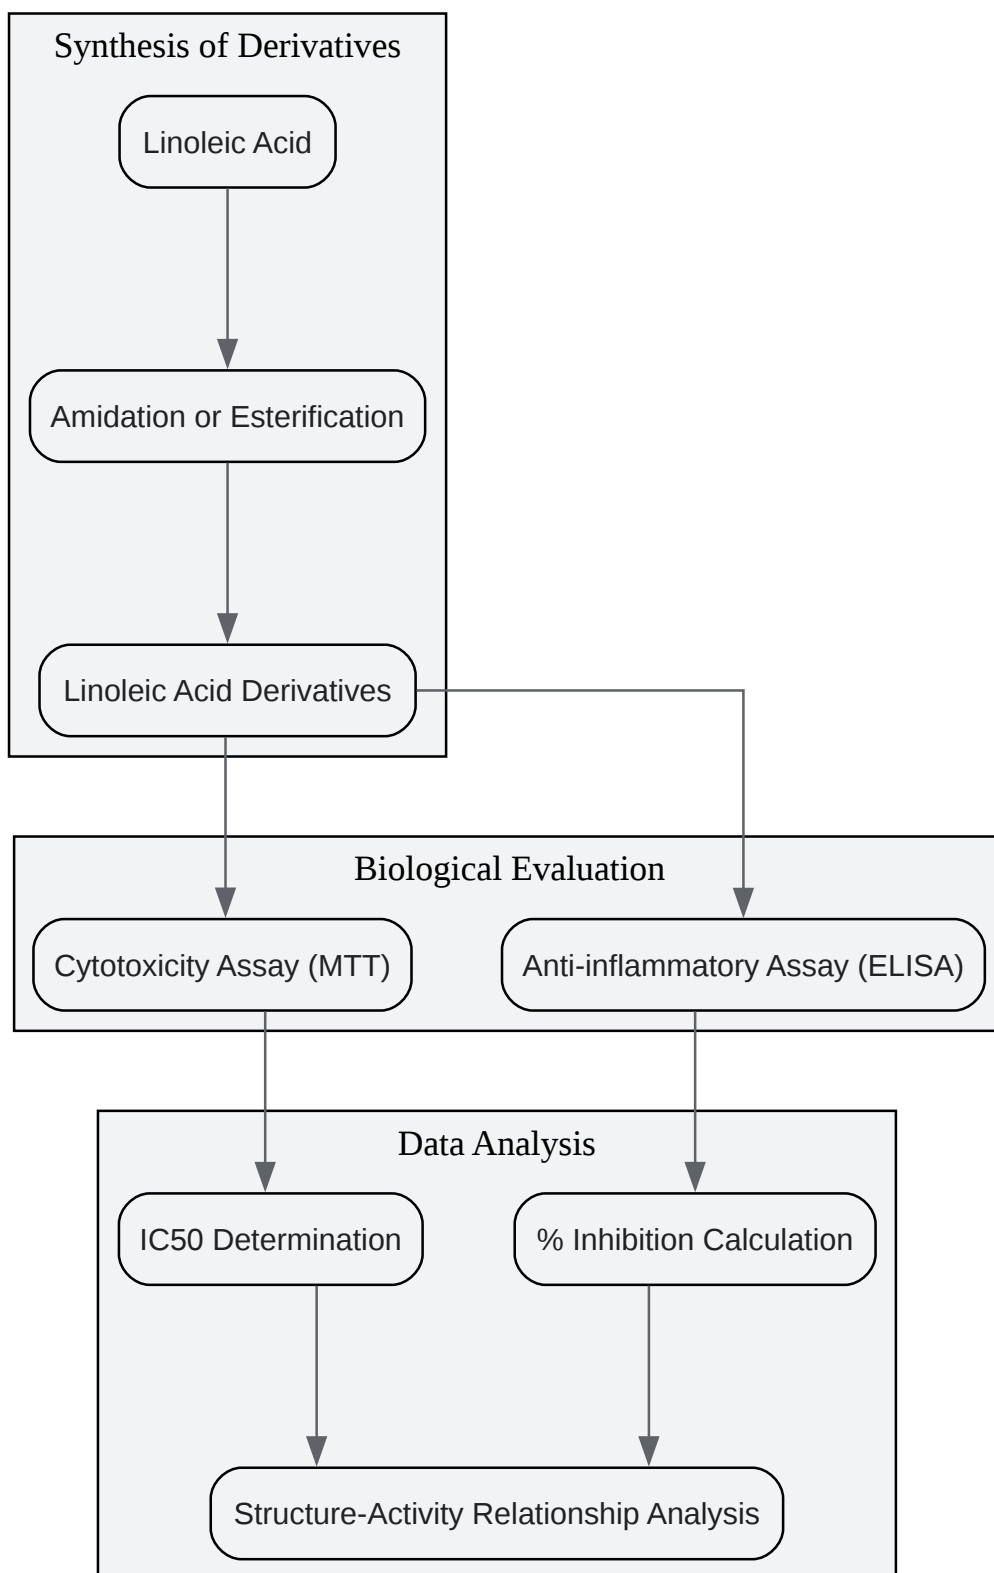 Synthesis of Derivatives
Linoleic Acid
Amidation or Esterification
Linoleic Acid Derivatives
Biological Evaluation
Cytotoxicity Assay (MTT)
Anti-inflammatory Assay (ELISA)
Data Analysis
IC50 Determination
% Inhibition Calculation
Structure-Activity Relationship Analysis